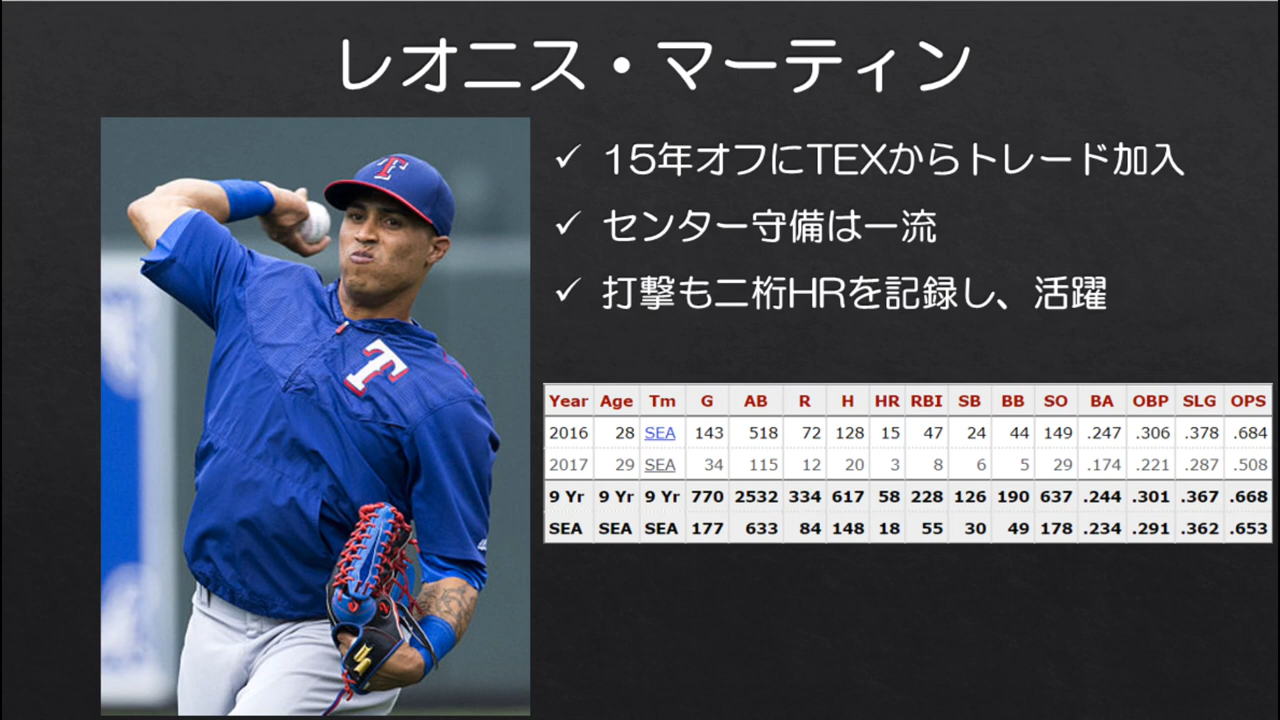 レオニス・マーティン
✓ 15年オフにTEXからトレード加入
✓ センター守備は一流
✓ 打撃も二桁HRを記録し、活躍
T
T
Year Age Tm G AB R H HR RBI SB BB SO BA OBP SLG OPS
2016 28 SEA 143 518 72 128 15 47 24 44 149 .247 .306 .378 .684
2017 29 SEA 34 115 12 20 3 8 6 5 29 .174 .221 .287 .508
9 Yr 9 Yr 9 Yr 770 2532 334 617 58 228 126 190 637 .244 .301 .367 .668
SEA SEA SEA 177 633 84 148 18 55 30 49 178 .234 .291 .362 .653